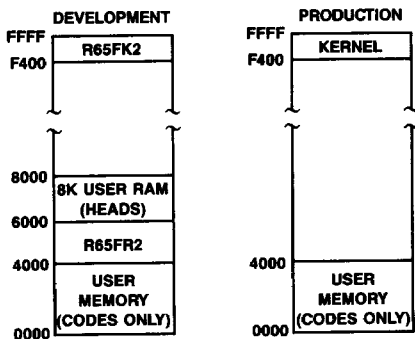 DEVELOPMENT
FFFF
R65FK2
F400
8000
8K USER RAM
(HEADS)
6000
R65FR2
4000
USER
MEMORY
(CODES ONLY)
0000
PRODUCTION
FFFF
KERNEL
F400
4000
USER
MEMORY
(CODES ONLY)
0000